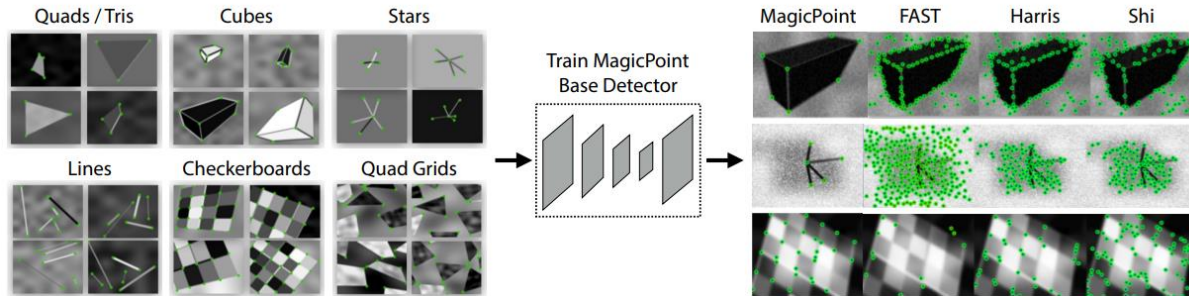 Quads / Tris
Cubes
Stars
Lines
Checkerboards
Quad Grids
Train MagicPoint
Base Detector
MagicPoint
FAST
Harris
Shi